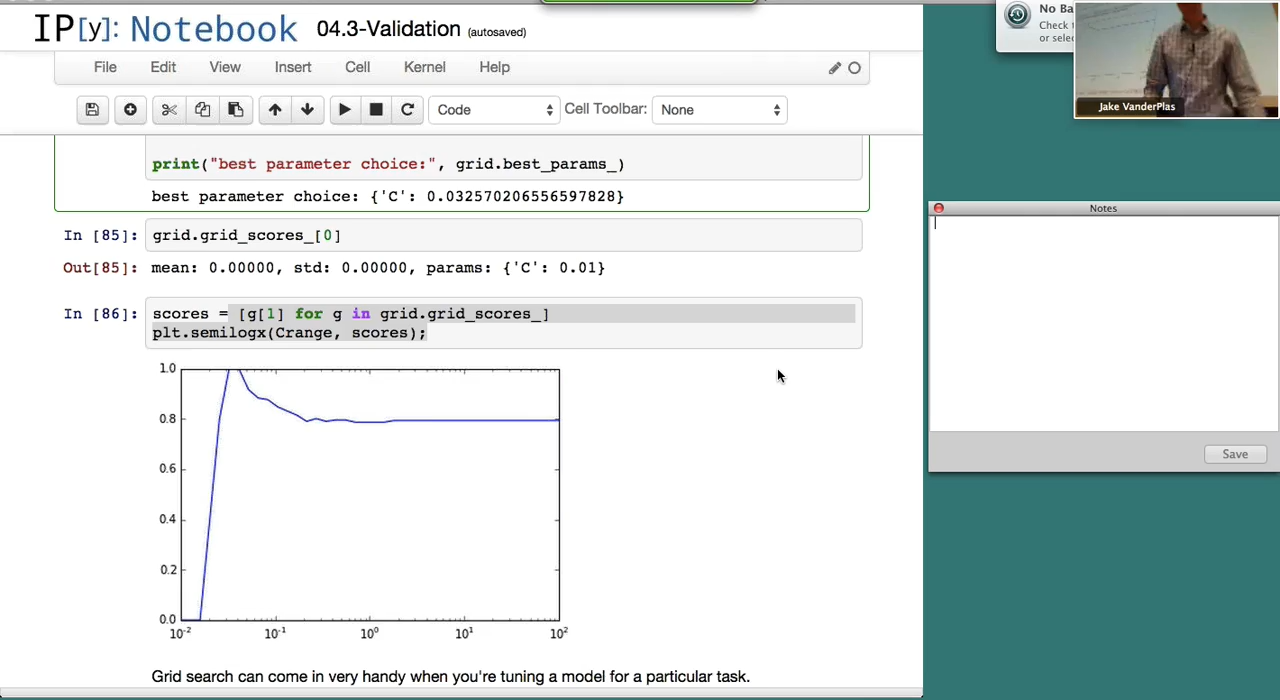 IP[y]: Notebook 04.3-Validation (autosaved)
File Edit View Insert Cell Kernel Help
Code Cell Toolbar: None
print("best parameter choice:", grid.best_params_)
best parameter choice: {'C': 0.032570206556597828}
In [85]: grid.grid_scores_[0]
Out[85]: mean: 0.00000, std: 0.00000, params: {'C': 0.01}
In [86]: scores = [g[1] for g in grid.grid_scores_]
plt.semilogx(Crange, scores);
1.0
0.8
0.6
0.4
0.2
0.0
10⁻² 10⁻¹ 10⁰ 10¹ 10²
Grid search can come in very handy when you're tuning a model for a particular task.
No Ba
Check
or selec
Jake VanderPlas
Notes
Save